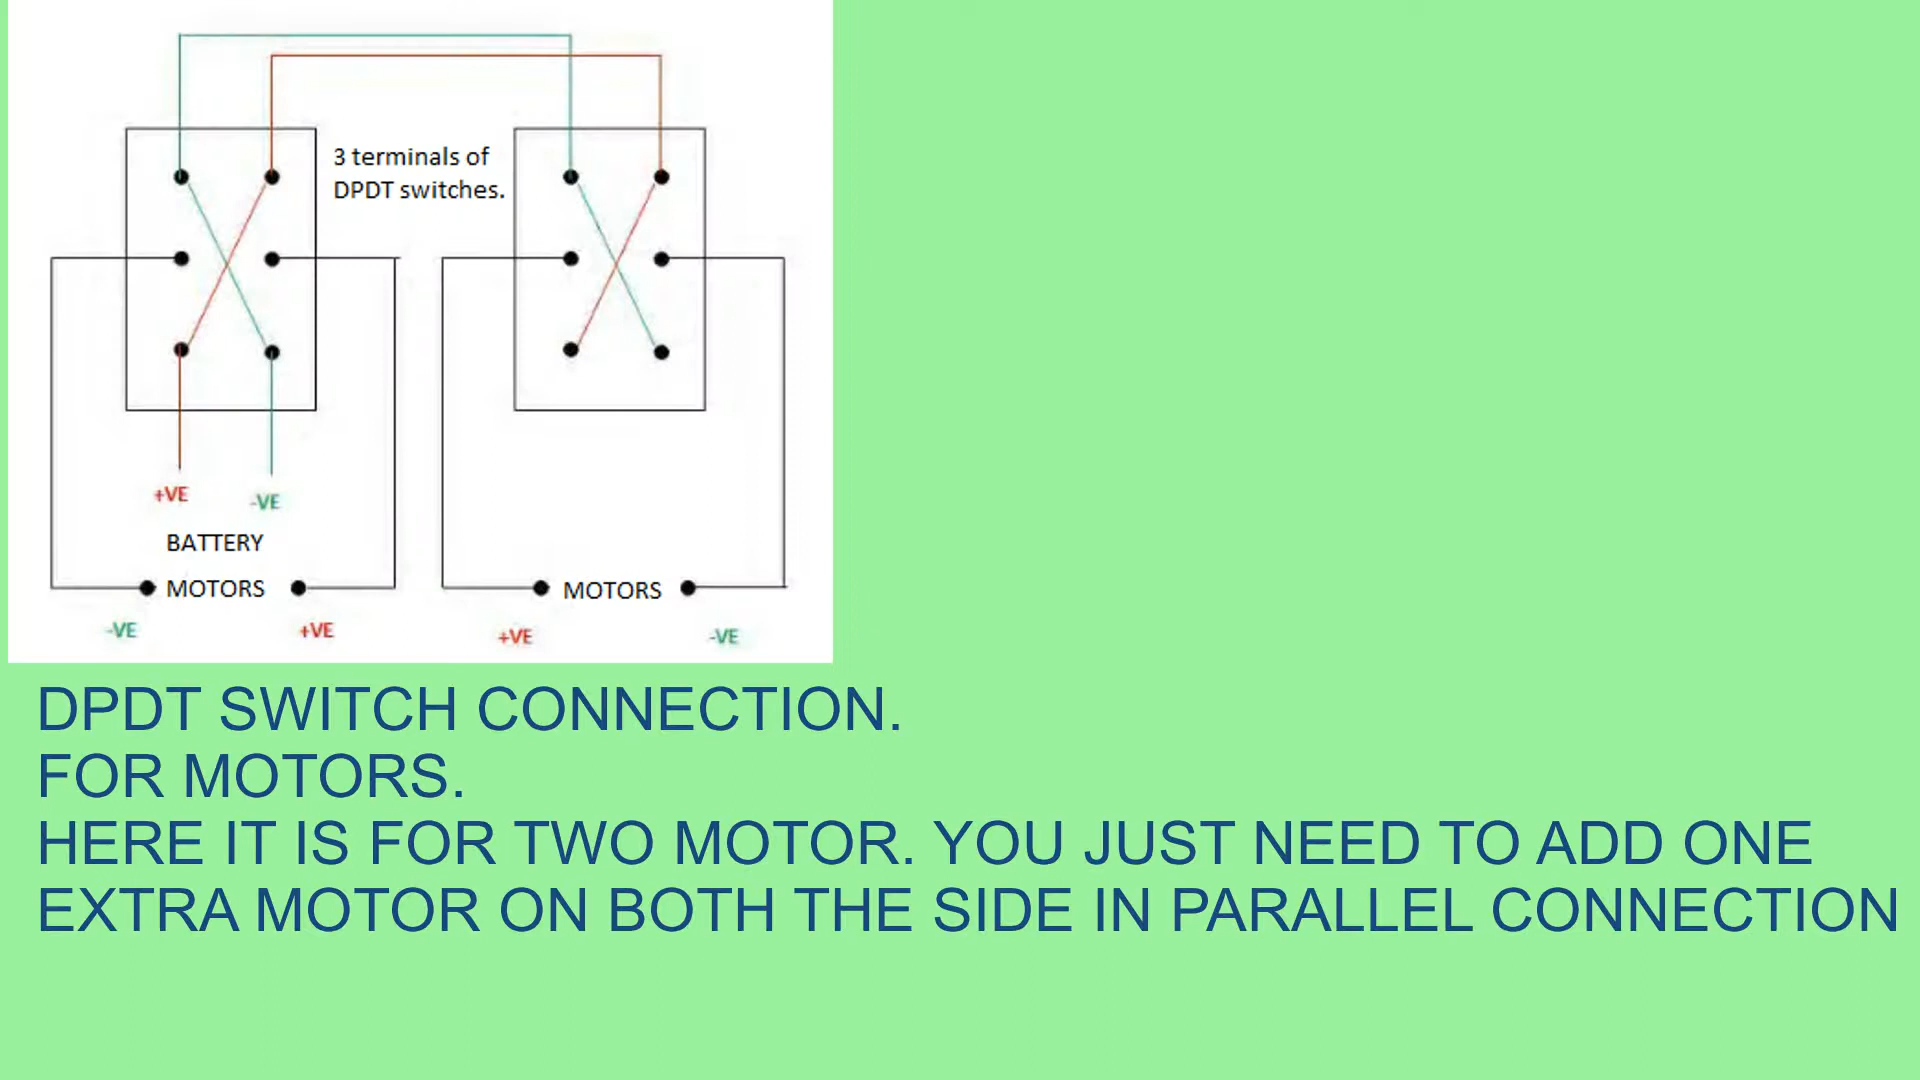 3 terminals of
DPDT switches.
+VE
-VE
BATTERY
MOTORS
MOTORS
-VE
+VE
+VE
-VE
DPDT SWITCH CONNECTION.
FOR MOTORS.
HERE IT IS FOR TWO MOTOR. YOU JUST NEED TO ADD ONE
EXTRA MOTOR ON BOTH THE SIDE IN PARALLEL CONNECTION